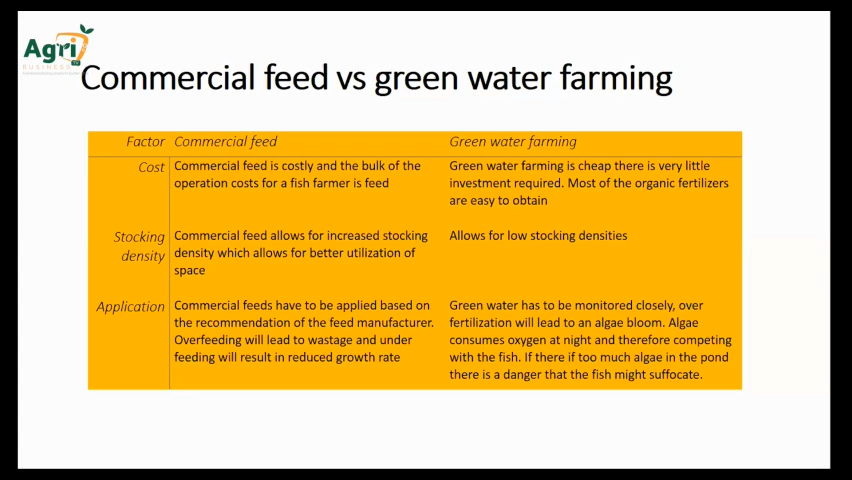 Agri
BUSINESS TV
Commercial feed vs green water farming
Factor Commercial feed Green water farming
Cost Commercial feed is costly and the bulk of the operation costs for a fish farmer is feed Green water farming is cheap there is very little investment required. Most of the organic fertilizers are easy to obtain
Stocking density Commercial feed allows for increased stocking density which allows for better utilization of space Allows for low stocking densities
Application Commercial feeds have to be applied based on the recommendation of the feed manufacturer. Overfeeding will lead to wastage and under feeding will result in reduced growth rate Green water has to be monitored closely, over fertilization will lead to an algae bloom. Algae consumes oxygen at night and therefore competing with the fish. If there if too much algae in the pond there is a danger that the fish might suffocate.